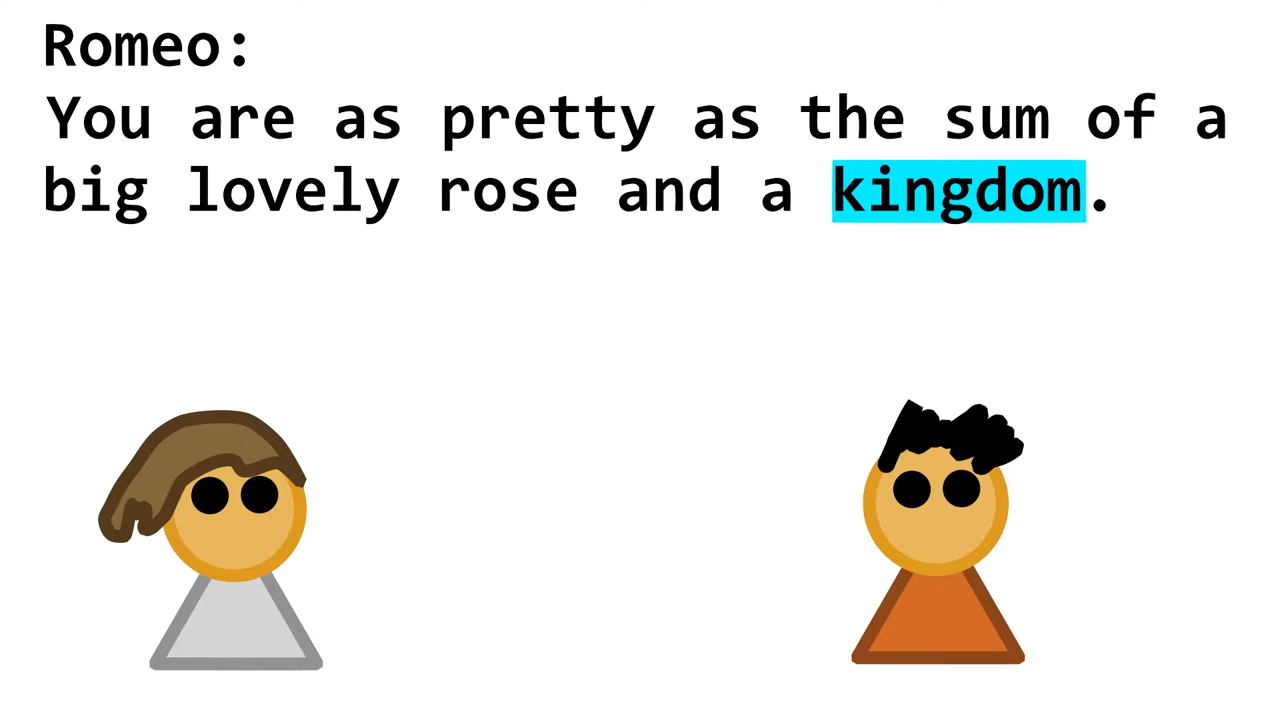 Romeo:
You are as pretty as the sum of a
big lovely rose and a kingdom.